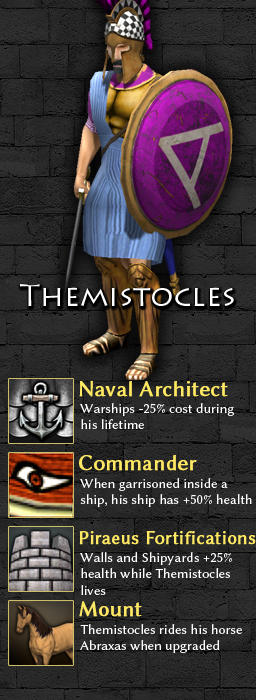 Themistocles
Naval Architect
Warships -25% cost during
his lifetime
Commander
When garrisoned inside a
ship, his ship has +50% health
Piraeus Fortifications
Walls and Shipyards +25%
health while Themistocles
lives
Mount
Themistocles rides his horse
Abraxas when upgraded